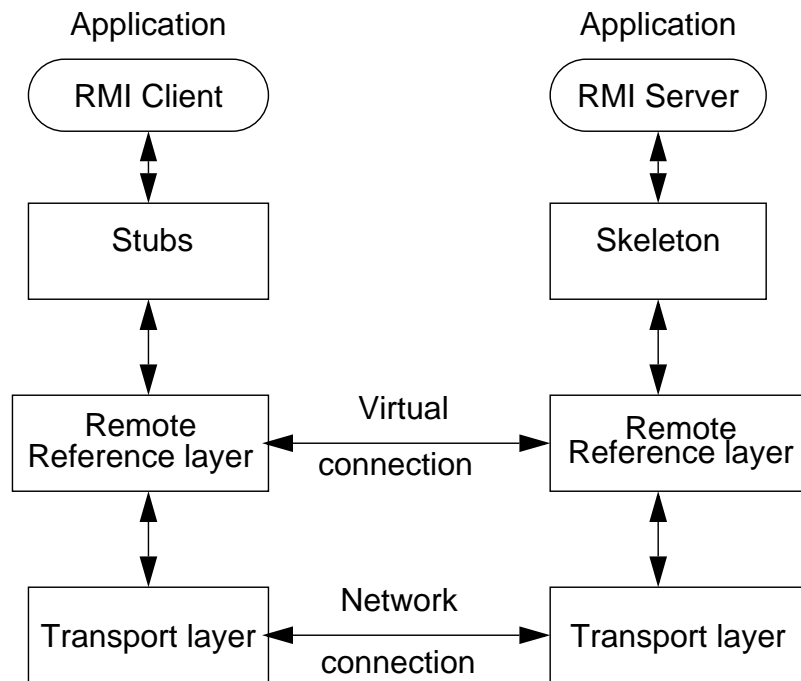 Application
Application
RMI Client
RMI Server
Stubs
Skeleton
Remote
Reference layer
Virtual
connection
Remote
Reference layer
Transport layer
Network
connection
Transport layer